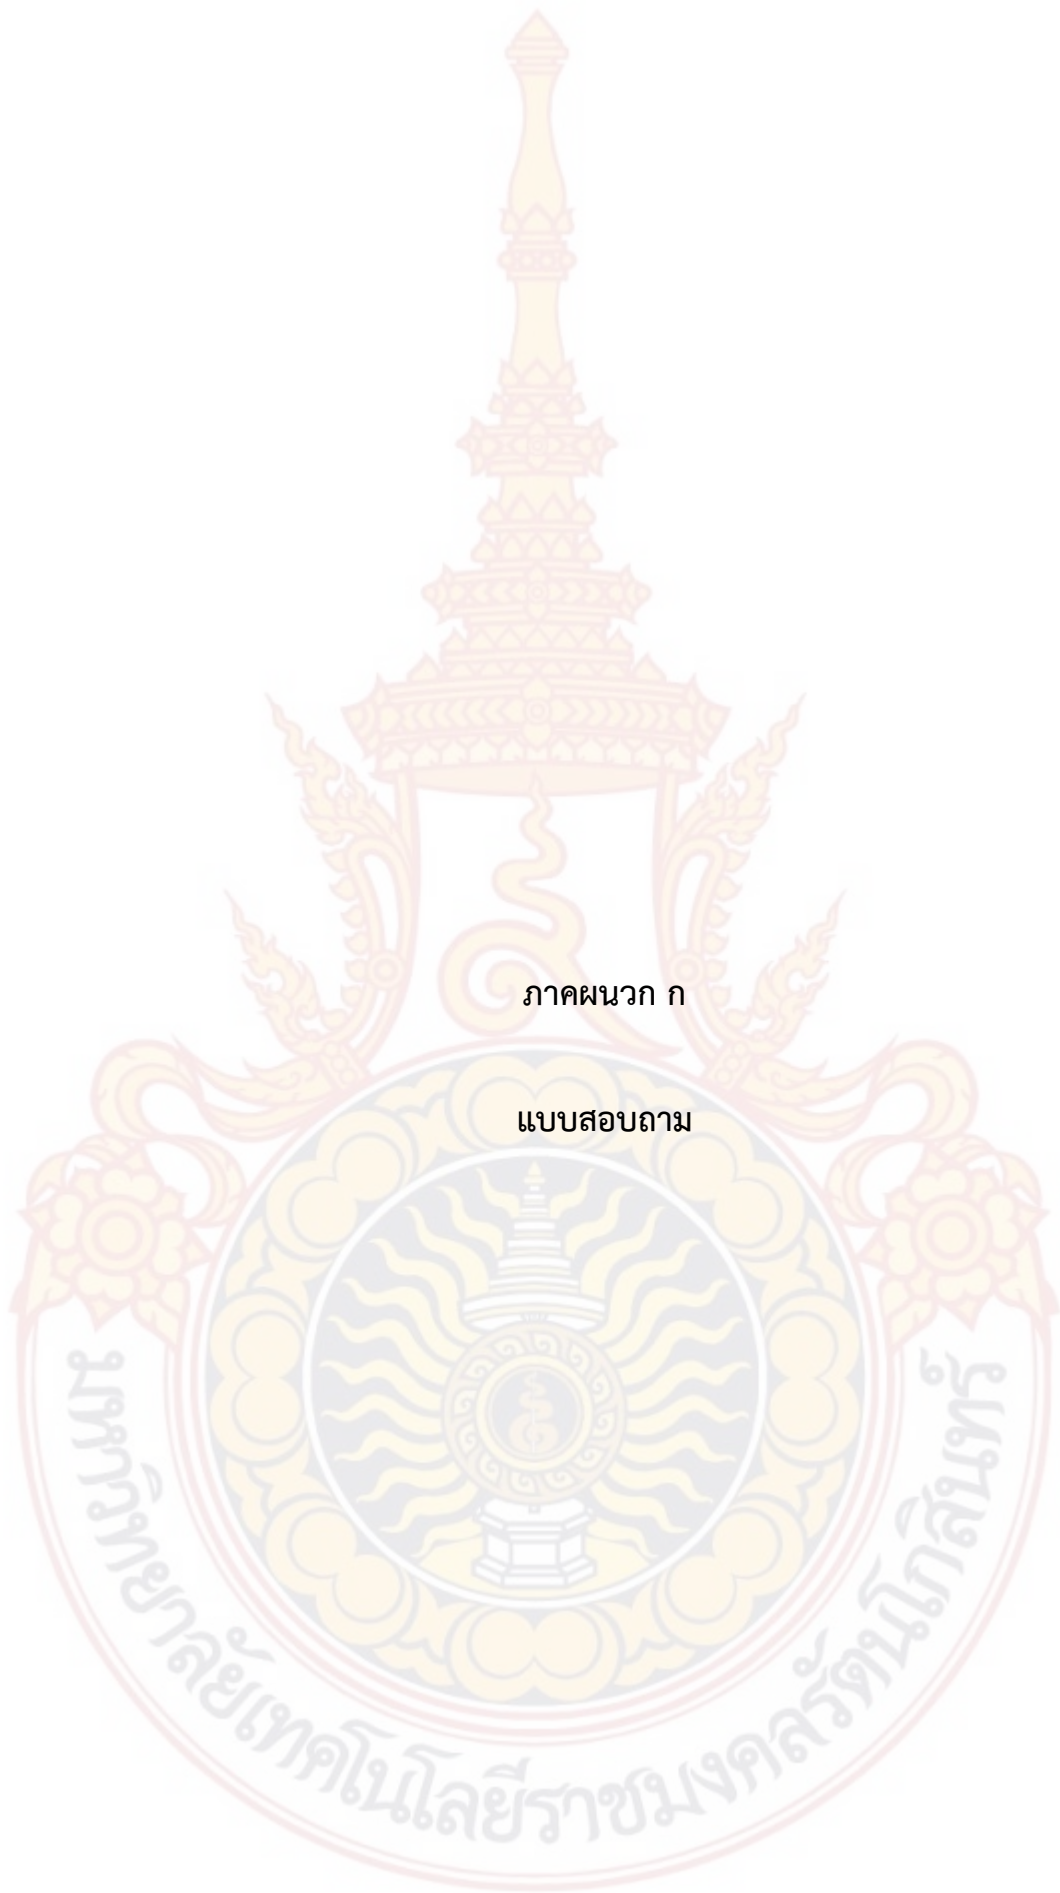 ภาคผนวก ก
แบบสอบถาม
มหาวิทยาลัยเทคโนโลยีราชมงคลรัตนโกสินทร์